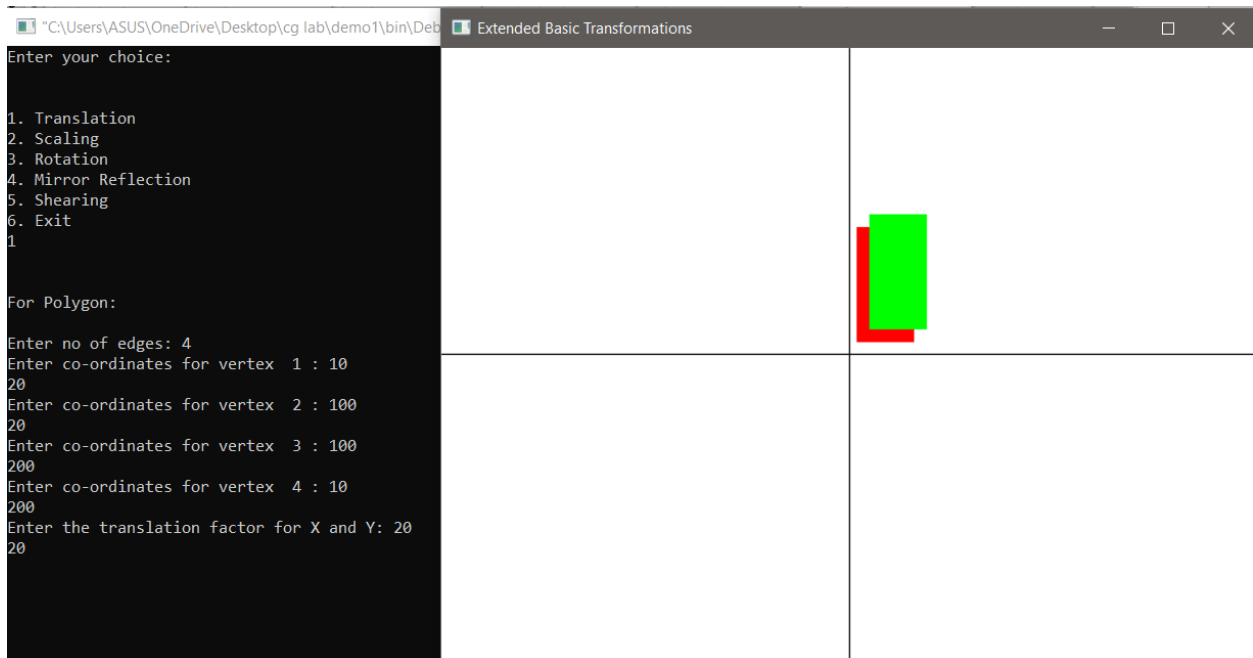 "C:\Users\ASUS\OneDrive\Desktop\cg lab\demo1\bin\Deb
Extended Basic Transformations
Enter your choice:
1. Translation
2. Scaling
3. Rotation
4. Mirror Reflection
5. Shearing
6. Exit
1
For Polygon:
Enter no of edges: 4
Enter co-ordinates for vertex  1 : 10
20
Enter co-ordinates for vertex  2 : 100
20
Enter co-ordinates for vertex  3 : 100
200
Enter co-ordinates for vertex  4 : 10
200
Enter the translation factor for X and Y: 20
20